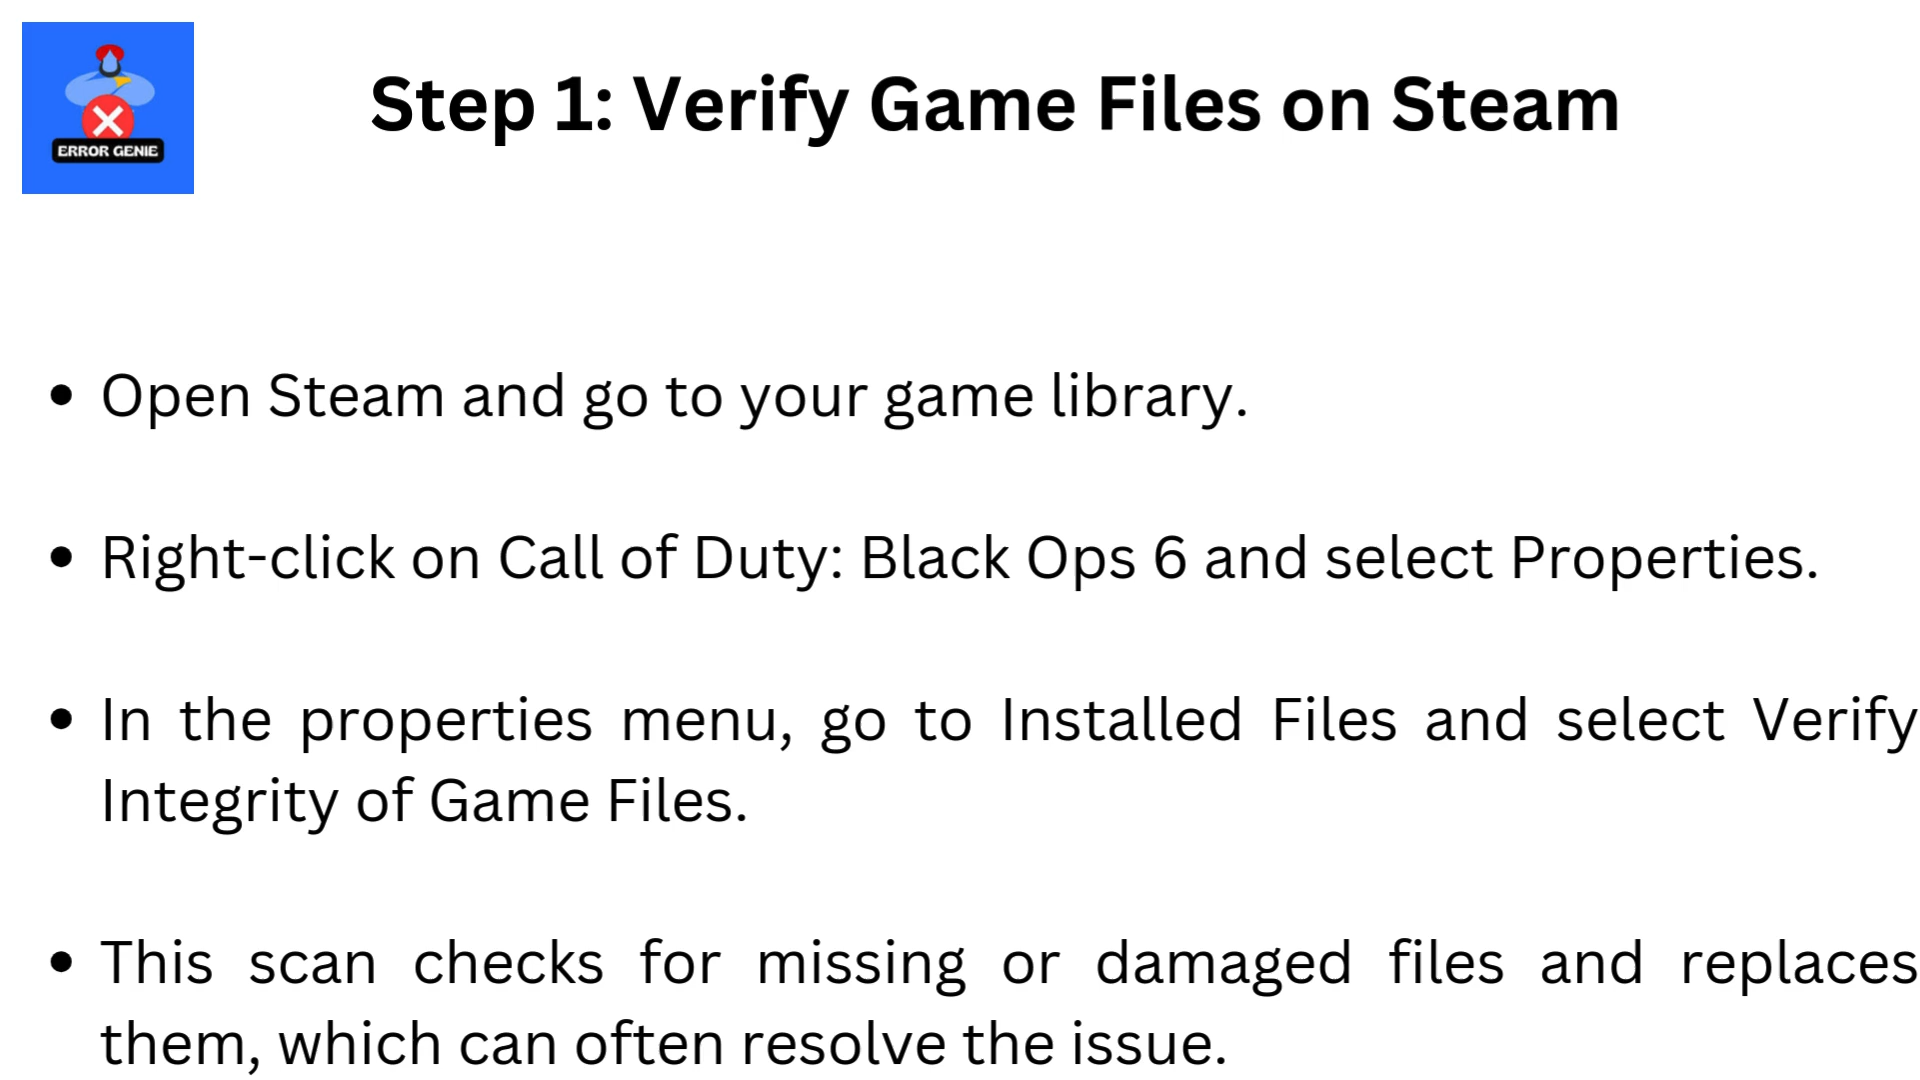 ERROR GENIE
Step 1: Verify Game Files on Steam
• Open Steam and go to your game library.
• Right-click on Call of Duty: Black Ops 6 and select Properties.
• In the properties menu, go to Installed Files and select Verify
Integrity of Game Files.
• This scan checks for missing or damaged files and replaces
them, which can often resolve the issue.